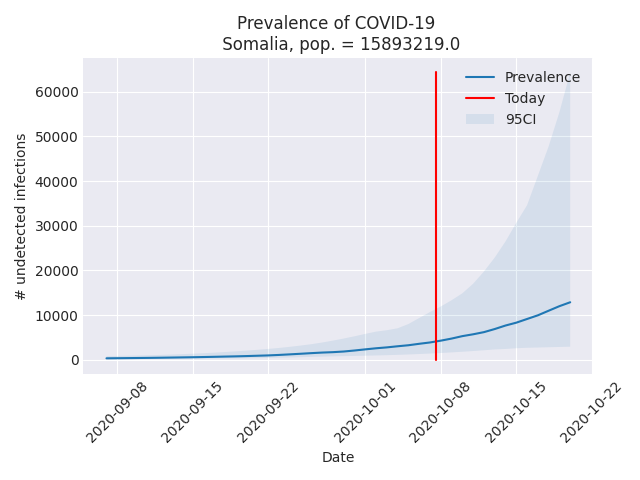 Prevalence of COVID-19
Somalia, pop. = 15893219.0
Prevalence
Today
95CI
# undetected infections
60000
50000
40000
30000
20000
10000
0
2020-09-08
2020-09-15
2020-09-22
2020-10-01
2020-10-08
2020-10-15
2020-10-22
Date